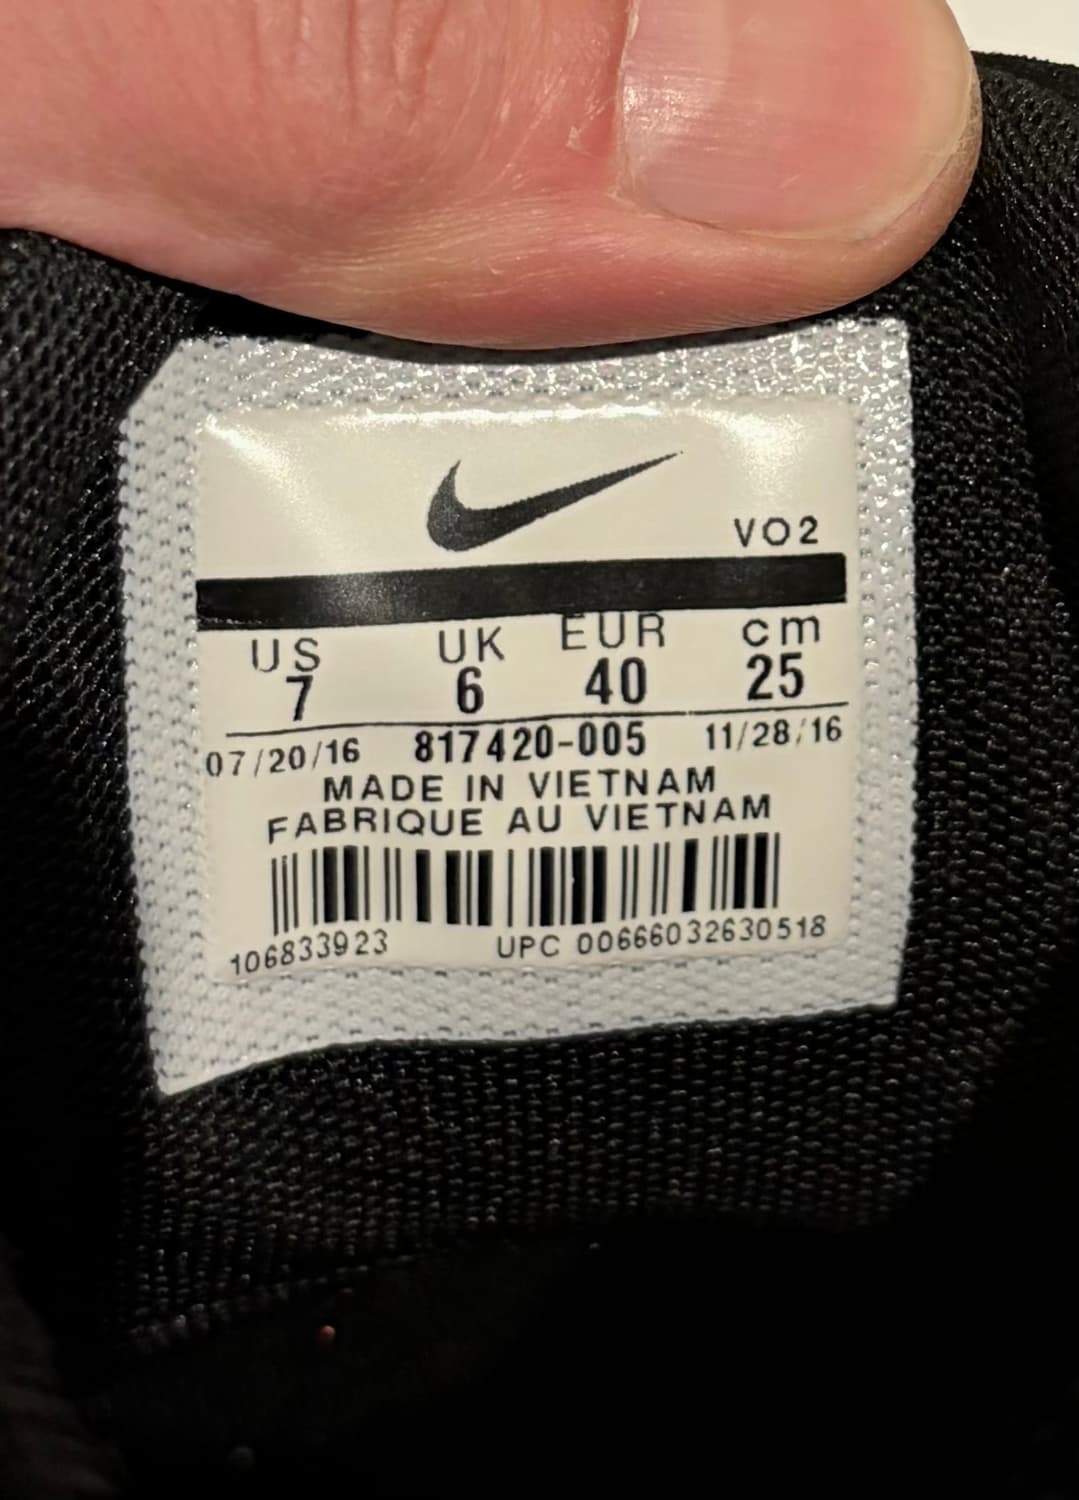 VO2
US UK EUR cm
7 6 40 25
07/20/16 817420-005 11/28/16
MADE IN VIETNAM
FABRIQUE AU VIETNAM
106833923 UPC 00666032630518